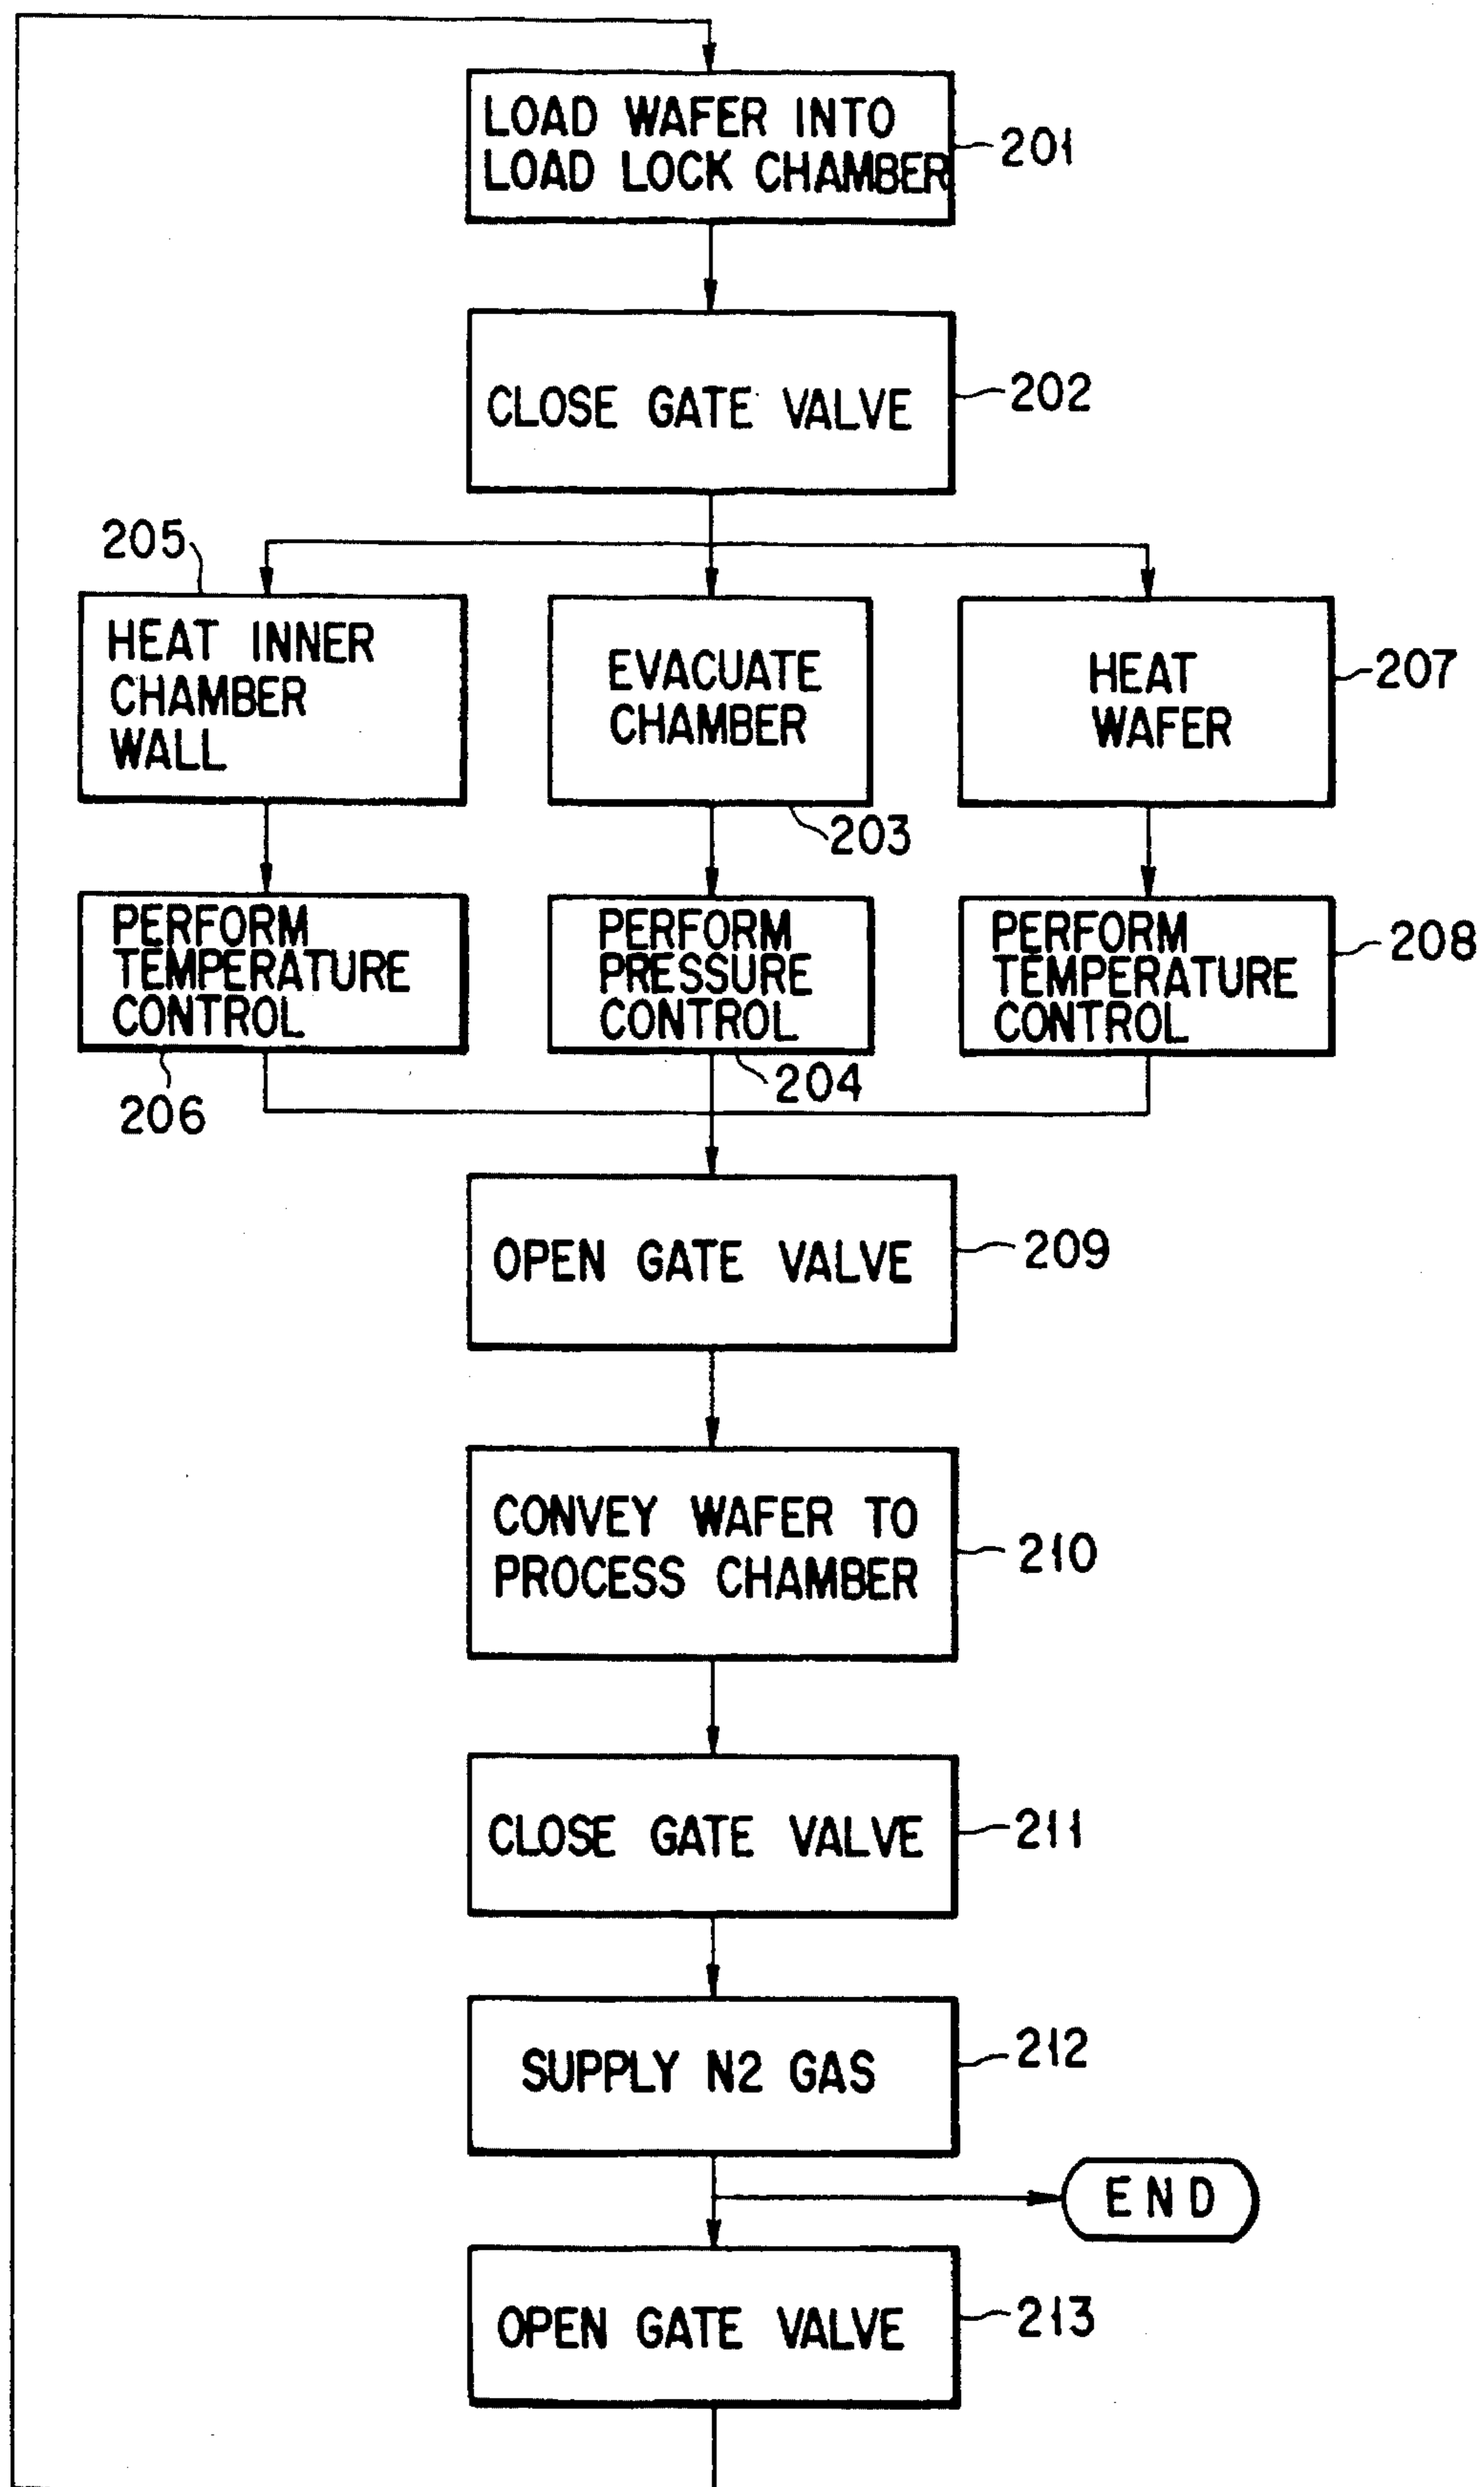 LOAD WAFER INTO
LOAD LOCK CHAMBER
201
CLOSE GATE VALVE
202
205
HEAT INNER
CHAMBER
WALL
EVACUATE
CHAMBER
203
HEAT
WAFER
207
PERFORM
TEMPERATURE
CONTROL
206
PERFORM
PRESSURE
CONTROL
204
PERFORM
TEMPERATURE
CONTROL
208
OPEN GATE VALVE
209
CONVEY WAFER TO
PROCESS CHAMBER
210
CLOSE GATE VALVE
211
SUPPLY N2 GAS
212
END
OPEN GATE VALVE
213